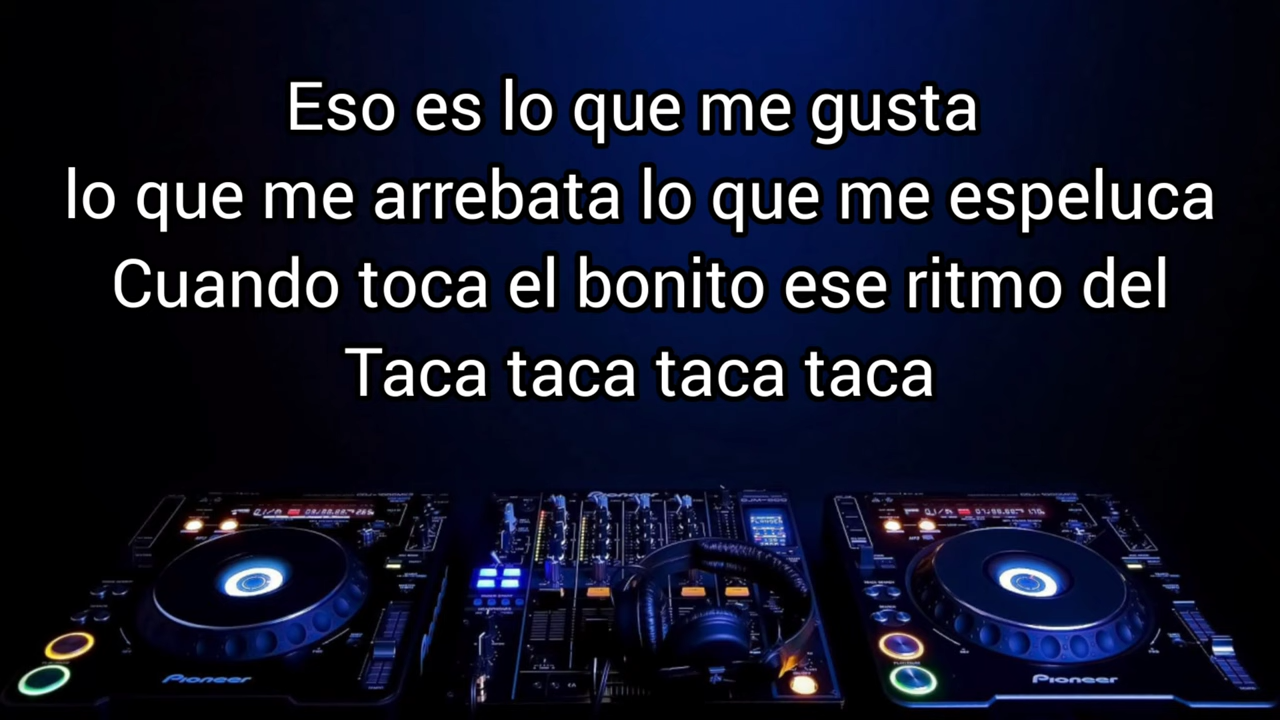 Eso es lo que me gusta
lo que me arrebata lo que me espeluca
Cuando toca el bonito ese ritmo del
Taca taca taca taca
Pioneer
Pioneer
Pioneer